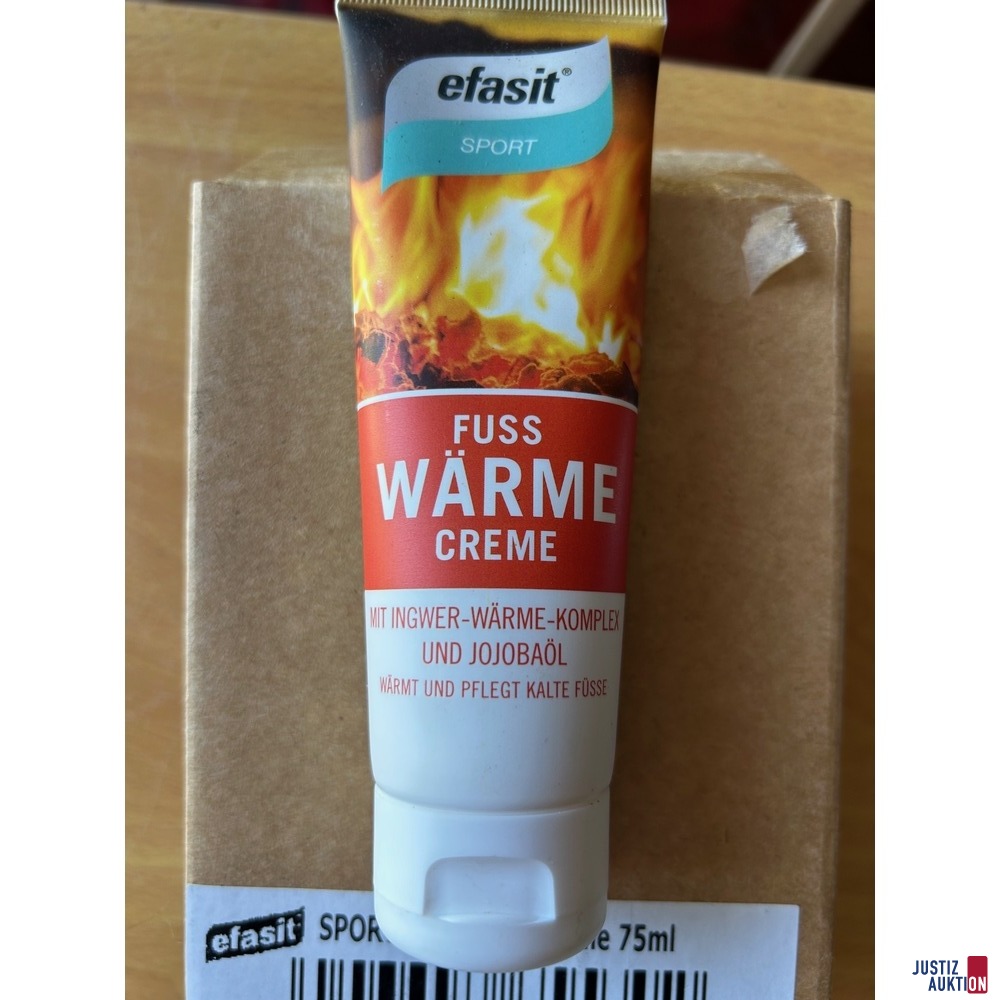 efasit®
SPORT
FUSS
WÄRME
CREME
MIT INGWER-WÄRME-KOMPLEX
UND JOJOBAÖL
WÄRMT UND PFLEGT KALTE FÜSSE
efasit 75ml
JUSTIZ
AUKTION